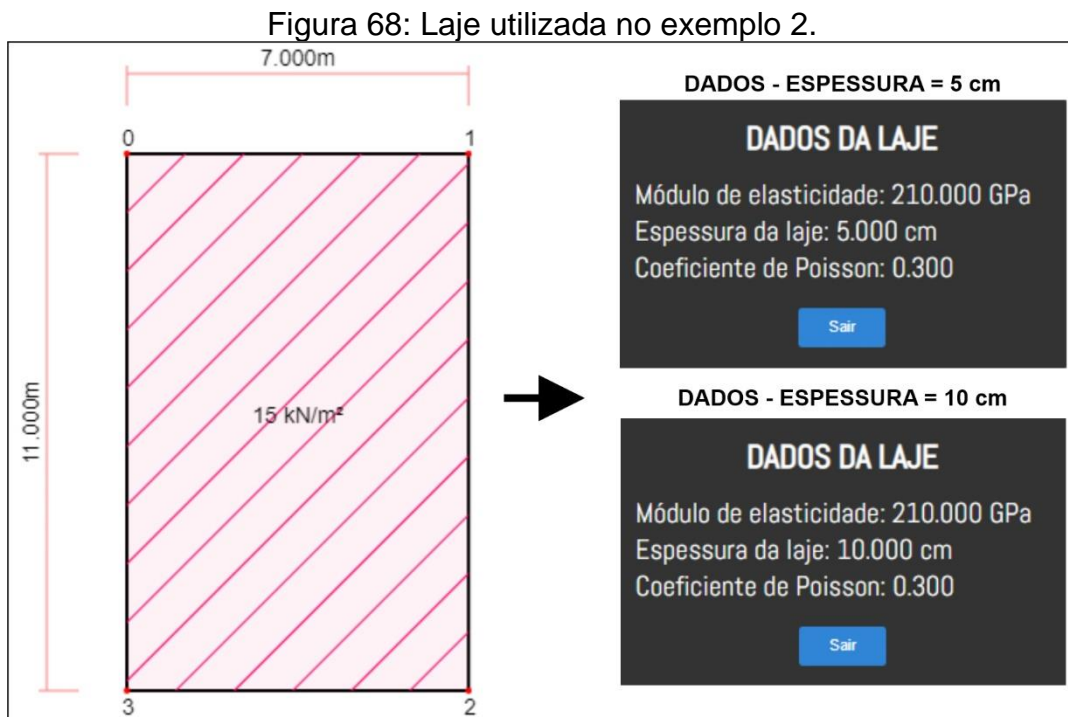 Figura 68: Laje utilizada no exemplo 2.
7.000m
0
1
11.000m
15 kN/m²
3
2
DADOS - ESPESSURA = 5 cm
DADOS DA LAJE
Módulo de elasticidade: 210.000 GPa
Espessura da laje: 5.000 cm
Coeficiente de Poisson: 0.300
Sair
DADOS - ESPESSURA = 10 cm
DADOS DA LAJE
Módulo de elasticidade: 210.000 GPa
Espessura da laje: 10.000 cm
Coeficiente de Poisson: 0.300
Sair